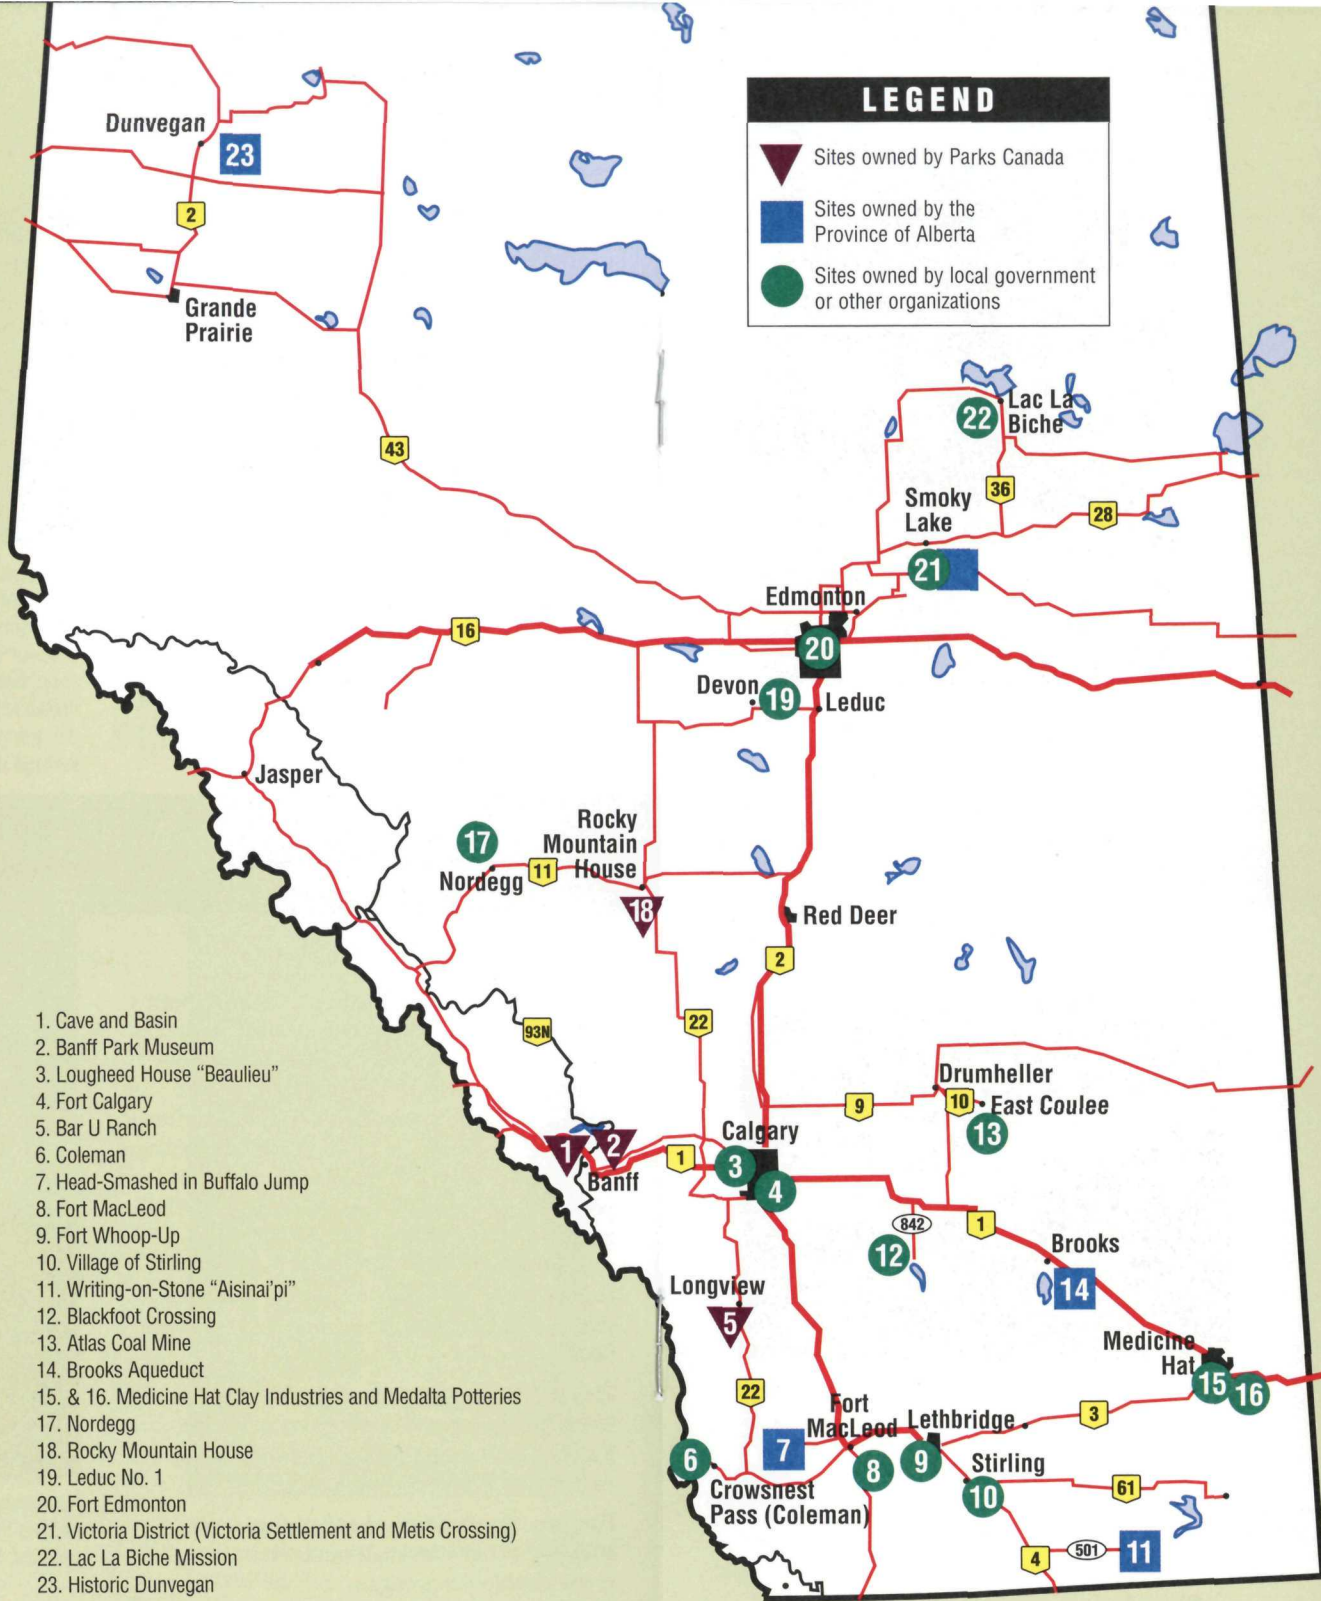 LEGEND
Sites owned by Parks Canada
Sites owned by the
Province of Alberta
Sites owned by local government
or other organizations
Dunvegan
23
2
Grande
Prairie
43
22
Lac La
Biche
36
Smoky
Lake
28
21
Edmonton
16
20
Devon
19
Leduc
Jasper
17
Rocky
Mountain
House
Nordegg
11
18
Red Deer
2
22
93N
Drumheller
9
10
East Coulee
13
Calgary
1
2
1
3
4
Banff
842
1
12
Brooks
14
Longview
5
Medicine
Hat
15
16
22
Fort
MacLeod
Lethbridge
3
7
6
8
9
Stirling
10
61
Crowsnest
Pass (Coleman)
4
501
11
1. Cave and Basin
2. Banff Park Museum
3. Lougheed House “Beaulieu”
4. Fort Calgary
5. Bar U Ranch
6. Coleman
7. Head-Smashed in Buffalo Jump
8. Fort MacLeod
9. Fort Whoop-Up
10. Village of Stirling
11. Writing-on-Stone “Aisinai’pi”
12. Blackfoot Crossing
13. Atlas Coal Mine
14. Brooks Aqueduct
15. & 16. Medicine Hat Clay Industries and Medalta Potteries
17. Nordegg
18. Rocky Mountain House
19. Leduc No. 1
20. Fort Edmonton
21. Victoria District (Victoria Settlement and Metis Crossing)
22. Lac La Biche Mission
23. Historic Dunvegan